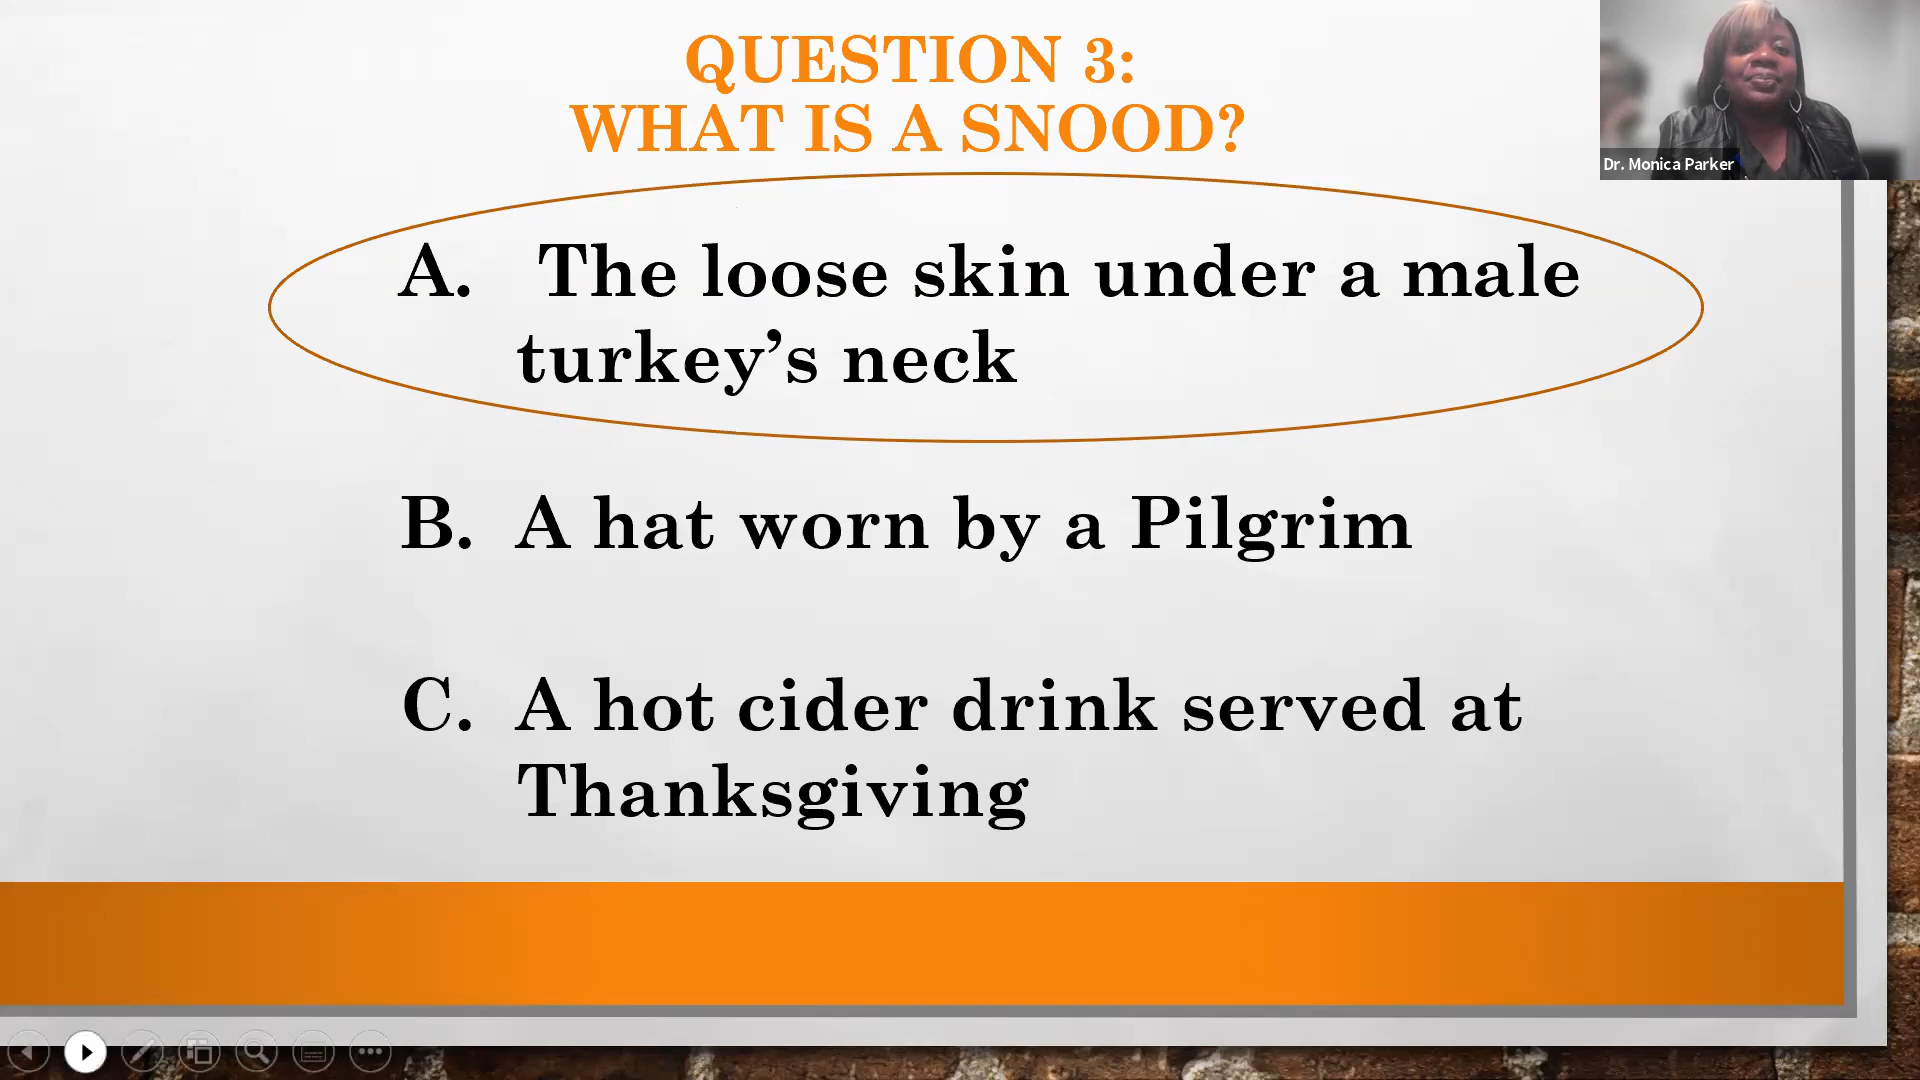 QUESTION 3:
WHAT IS A SNOOD?
Dr. Monica Parker
A. The loose skin under a male
turkey’s neck
B. A hat worn by a Pilgrim
C. A hot cider drink served at
Thanksgiving